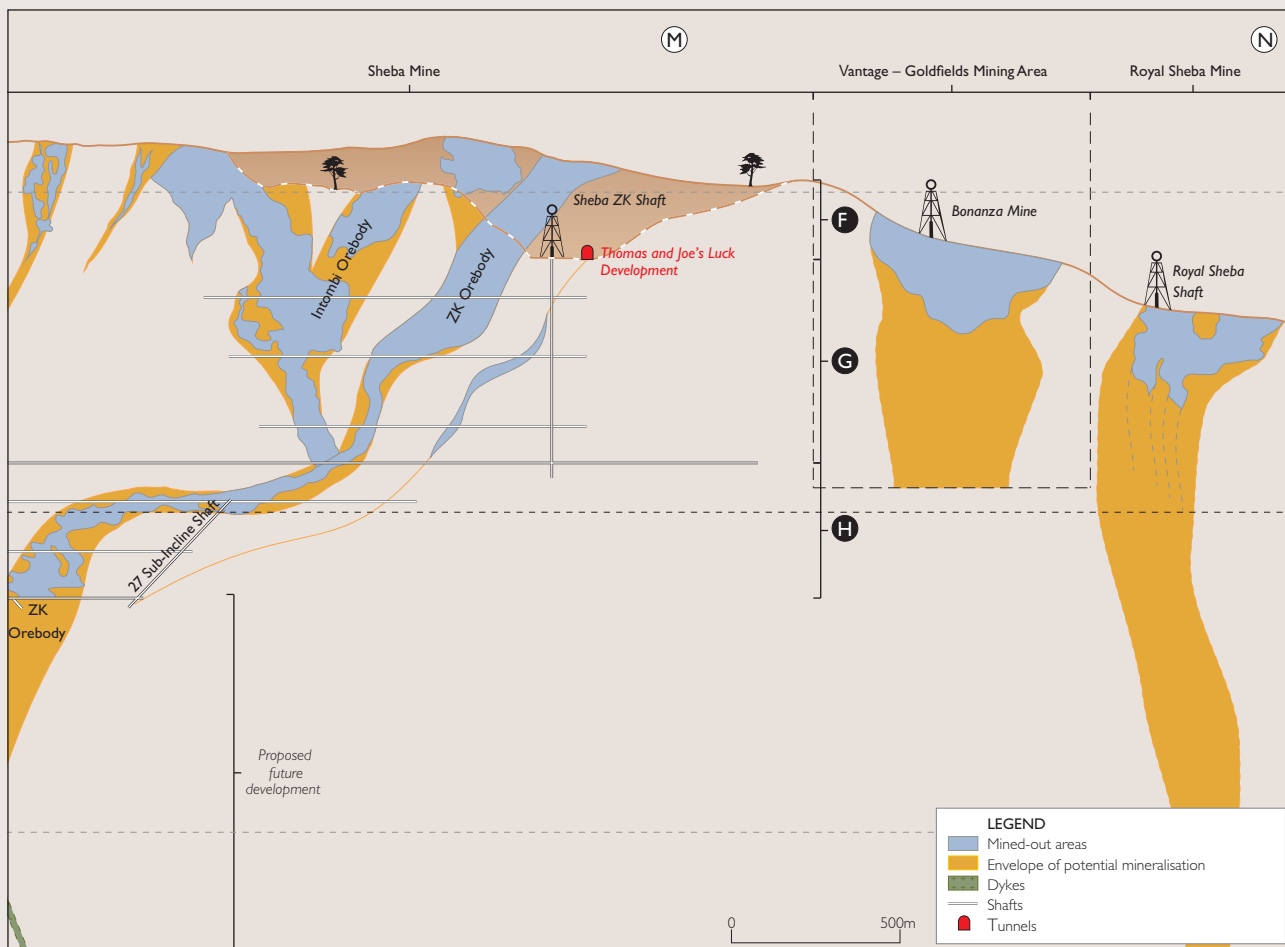 M
N
Sheba Mine
Vantage – Goldfields Mining Area
Royal Sheba Mine
Sheba ZK Shaft
Thomas and Joe's Luck
Development
Bonanza Mine
Royal Sheba
Shaft
Intombi Orebody
ZK Orebody
F
G
H
27 Sub-Incline Shaft
ZK
Orebody
Proposed
future
development
LEGEND
Mined-out areas
Envelope of potential mineralisation
Dykes
Shafts
Tunnels
0
500m